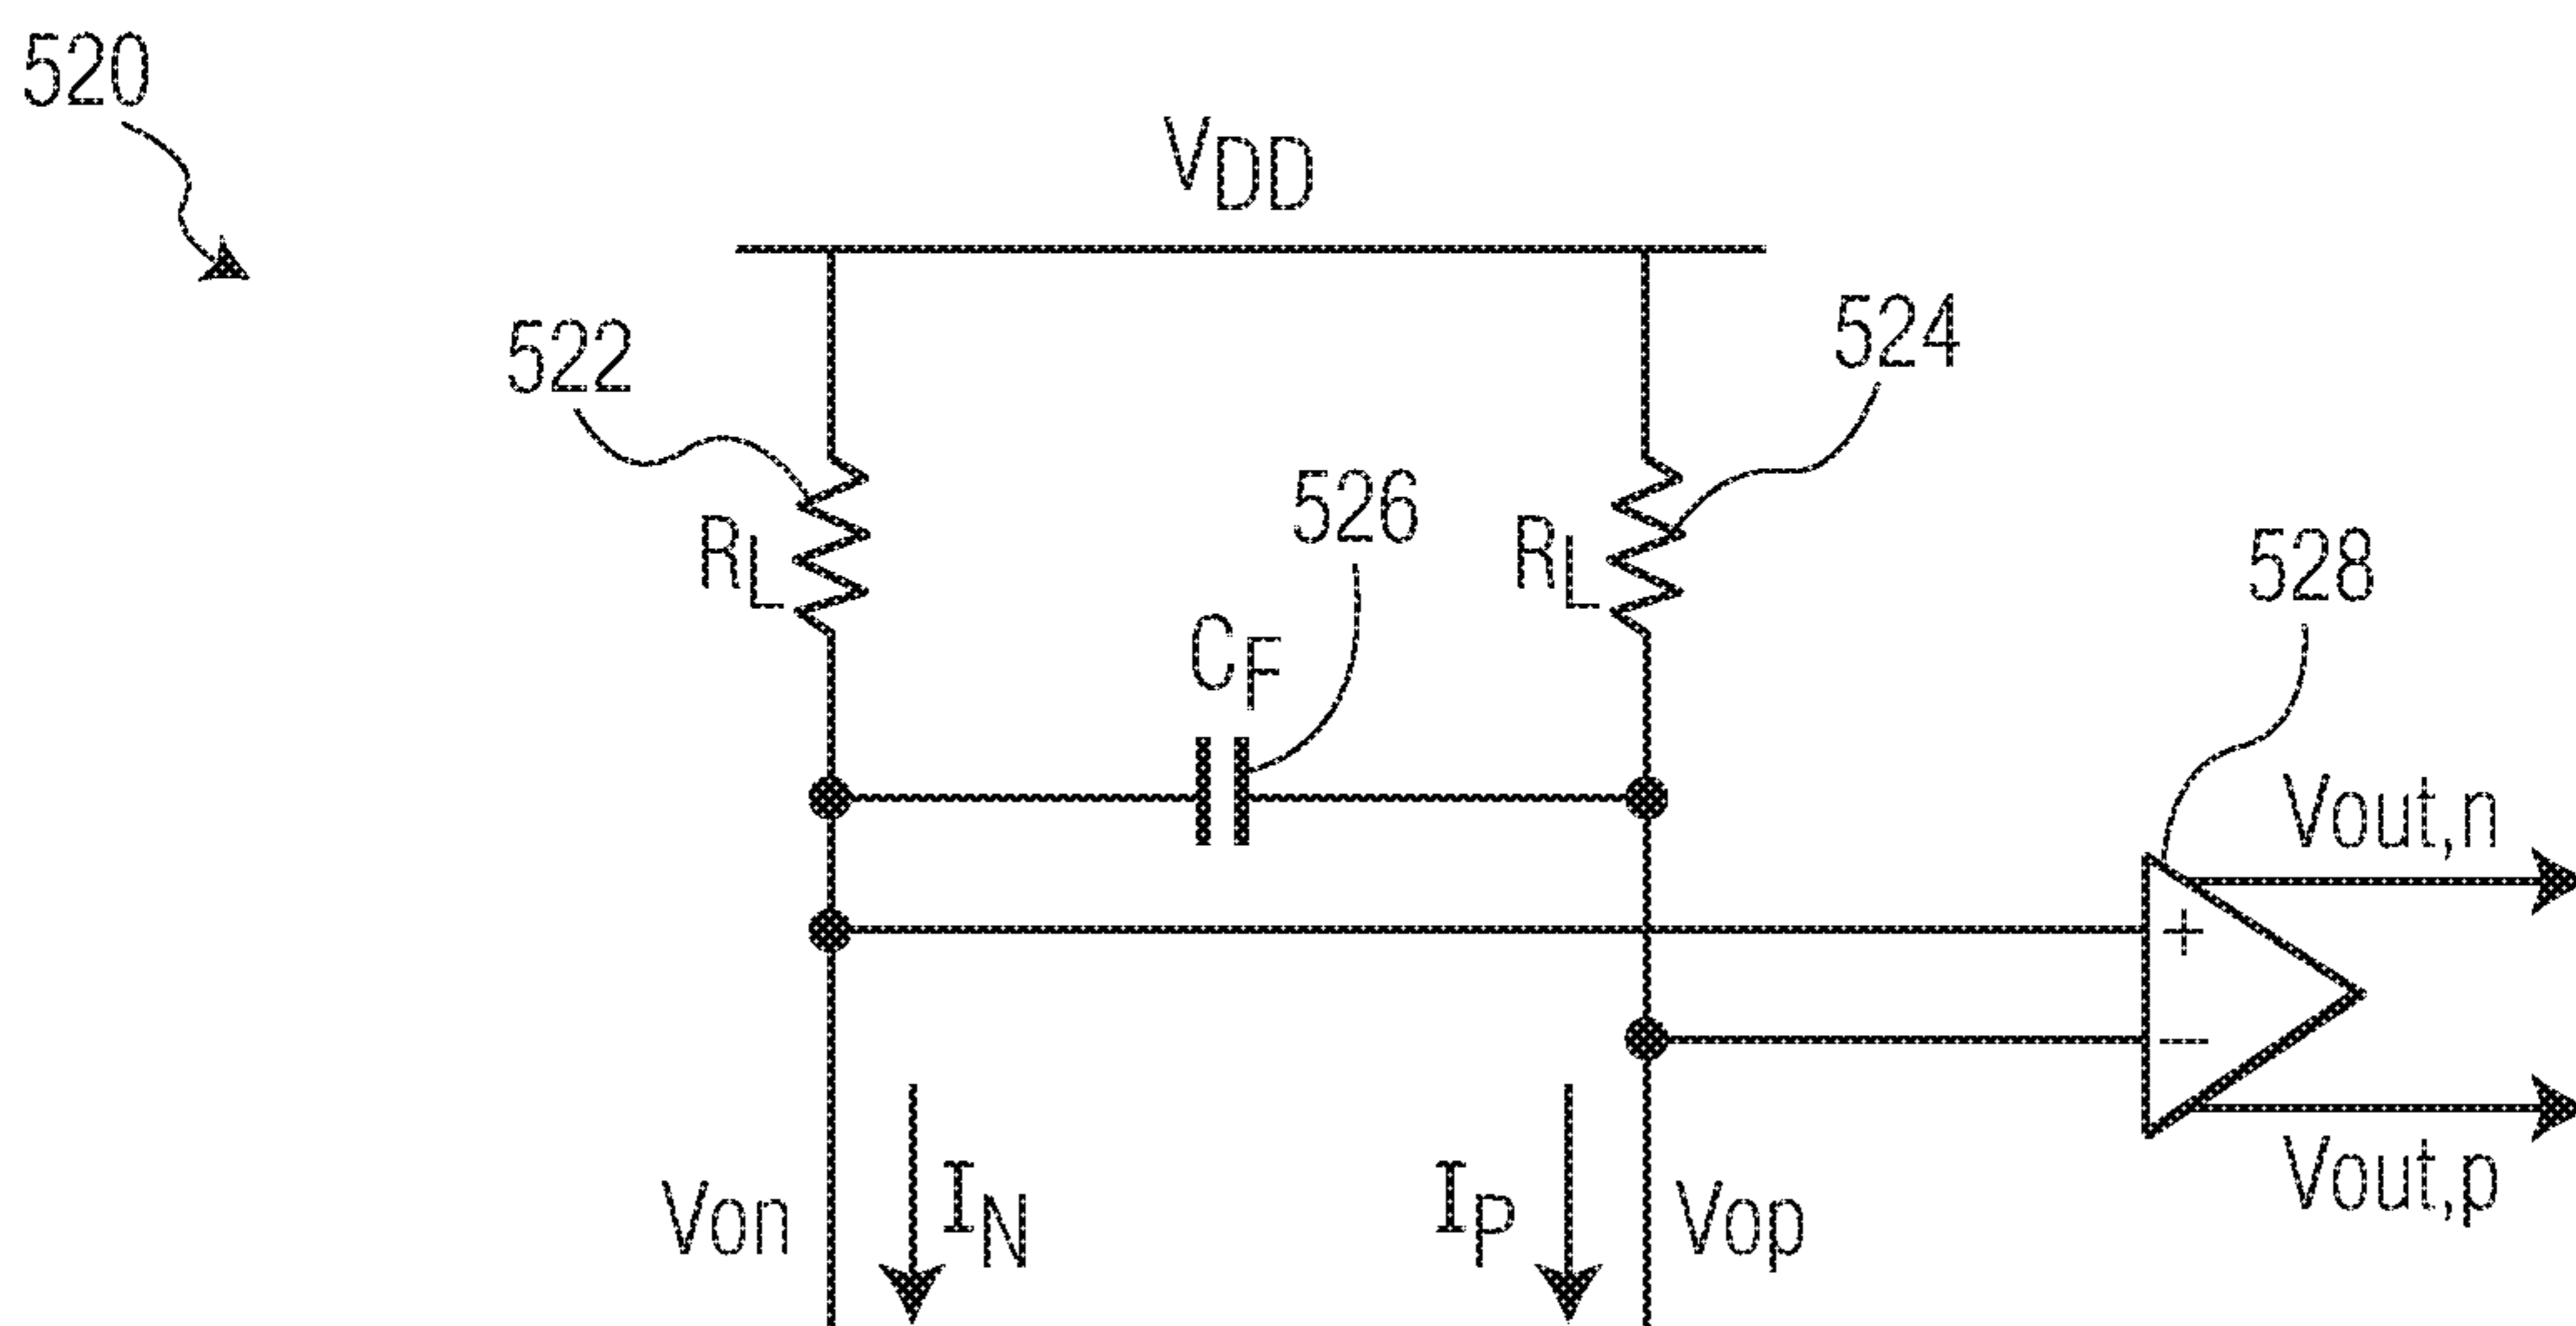 520
VDD
522
524
RL
526
RL
528
CF
Vout,n
+
-
Von
IN
IP
Vop
Vout,p